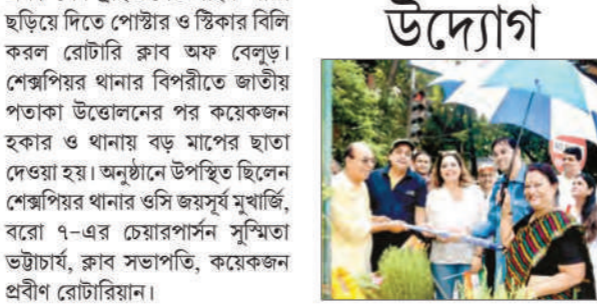 ছড়িয়ে দিতে পোস্টার ও স্টিকার বিলি
করল রোটারি ক্লাব অফ বেলুড়।
শেক্সপিয়র থানার বিপরীতে জাতীয়
পতাকা উত্তোলনের পর কয়েকজন
হকার ও থানায় বড় মাপের ছাতা
দেওয়া হয়। অনুষ্ঠানে উপস্থিত ছিলেন
শেক্সপিয়র থানার ওসি জয়সূর্য মুখার্জি,
বরো ৭-এর চেয়ারপার্সন সুস্মিতা
ভট্টাচার্য, ক্লাব সভাপতি, কয়েকজন
প্রবীণ রোটারিয়ান।
উদ্যোগ